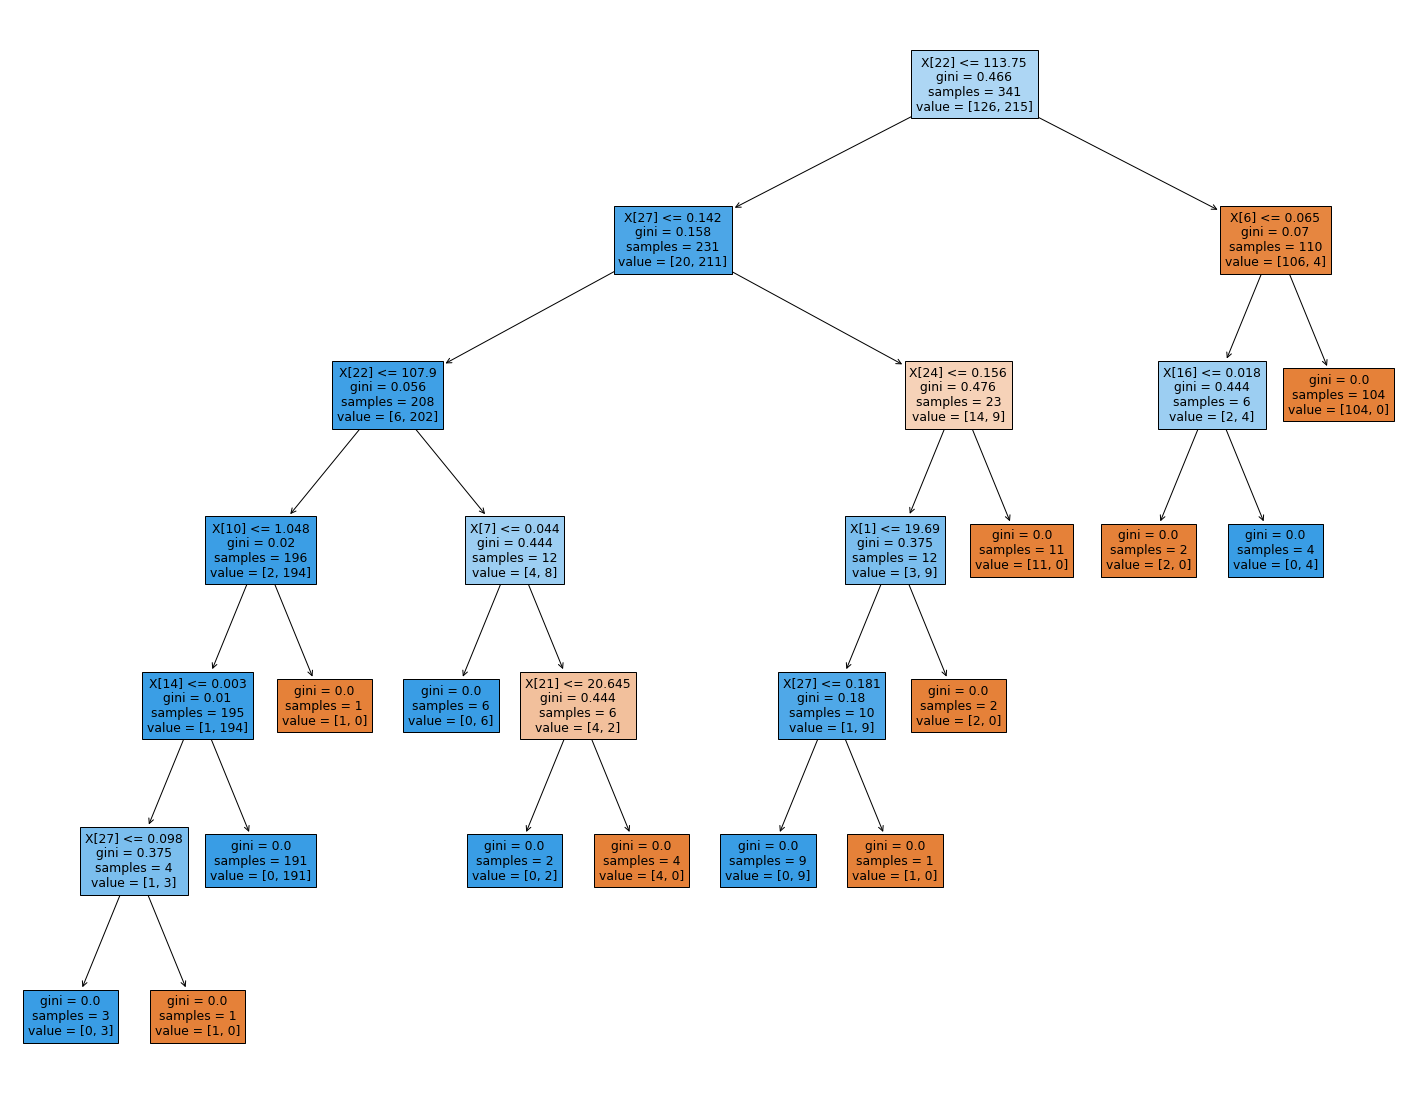 X[22] <= 113.75
gini = 0.466
samples = 341
value = [126, 215]
X[27] <= 0.142
gini = 0.158
samples = 231
value = [20, 211]
X[6] <= 0.065
gini = 0.07
samples = 110
value = [106, 4]
X[22] <= 107.9
gini = 0.056
samples = 208
value = [6, 202]
X[24] <= 0.156
gini = 0.476
samples = 23
value = [14, 9]
X[16] <= 0.018
gini = 0.444
samples = 6
value = [2, 4]
gini = 0.0
samples = 104
value = [104, 0]
X[10] <= 1.048
gini = 0.02
samples = 196
value = [2, 194]
X[7] <= 0.044
gini = 0.444
samples = 12
value = [4, 8]
X[1] <= 19.69
gini = 0.375
samples = 12
value = [3, 9]
gini = 0.0
samples = 11
value = [11, 0]
gini = 0.0
samples = 2
value = [2, 0]
gini = 0.0
samples = 4
value = [0, 4]
X[14] <= 0.003
gini = 0.01
samples = 195
value = [1, 194]
gini = 0.0
samples = 1
value = [1, 0]
gini = 0.0
samples = 6
value = [0, 6]
X[21] <= 20.645
gini = 0.444
samples = 6
value = [4, 2]
X[27] <= 0.181
gini = 0.18
samples = 10
value = [1, 9]
gini = 0.0
samples = 2
value = [2, 0]
X[27] <= 0.098
gini = 0.375
samples = 4
value = [1, 3]
gini = 0.0
samples = 191
value = [0, 191]
gini = 0.0
samples = 2
value = [0, 2]
gini = 0.0
samples = 4
value = [4, 0]
gini = 0.0
samples = 9
value = [0, 9]
gini = 0.0
samples = 1
value = [1, 0]
gini = 0.0
samples = 3
value = [0, 3]
gini = 0.0
samples = 1
value = [1, 0]